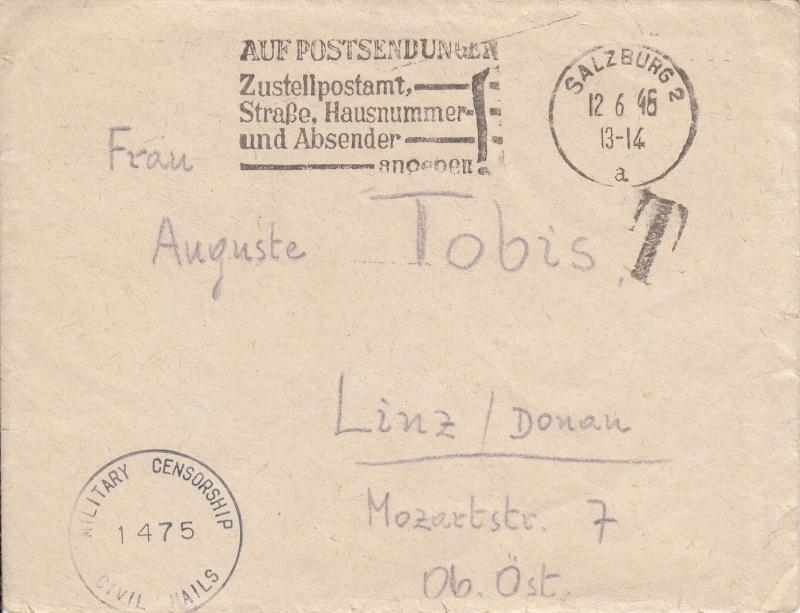 AUF POSTSENDUNGEN
Zustellpostamt,
Straße, Hausnummer
und Absender
angeben!
SALZBURG 2
12 6 46
13-14
a
Frau
Auguste Tobis,
T
Linz / Donau
Mozartstr. 7
Ob. Öst.
MILITARY CENSORSHIP
1475
CIVIL MAILS